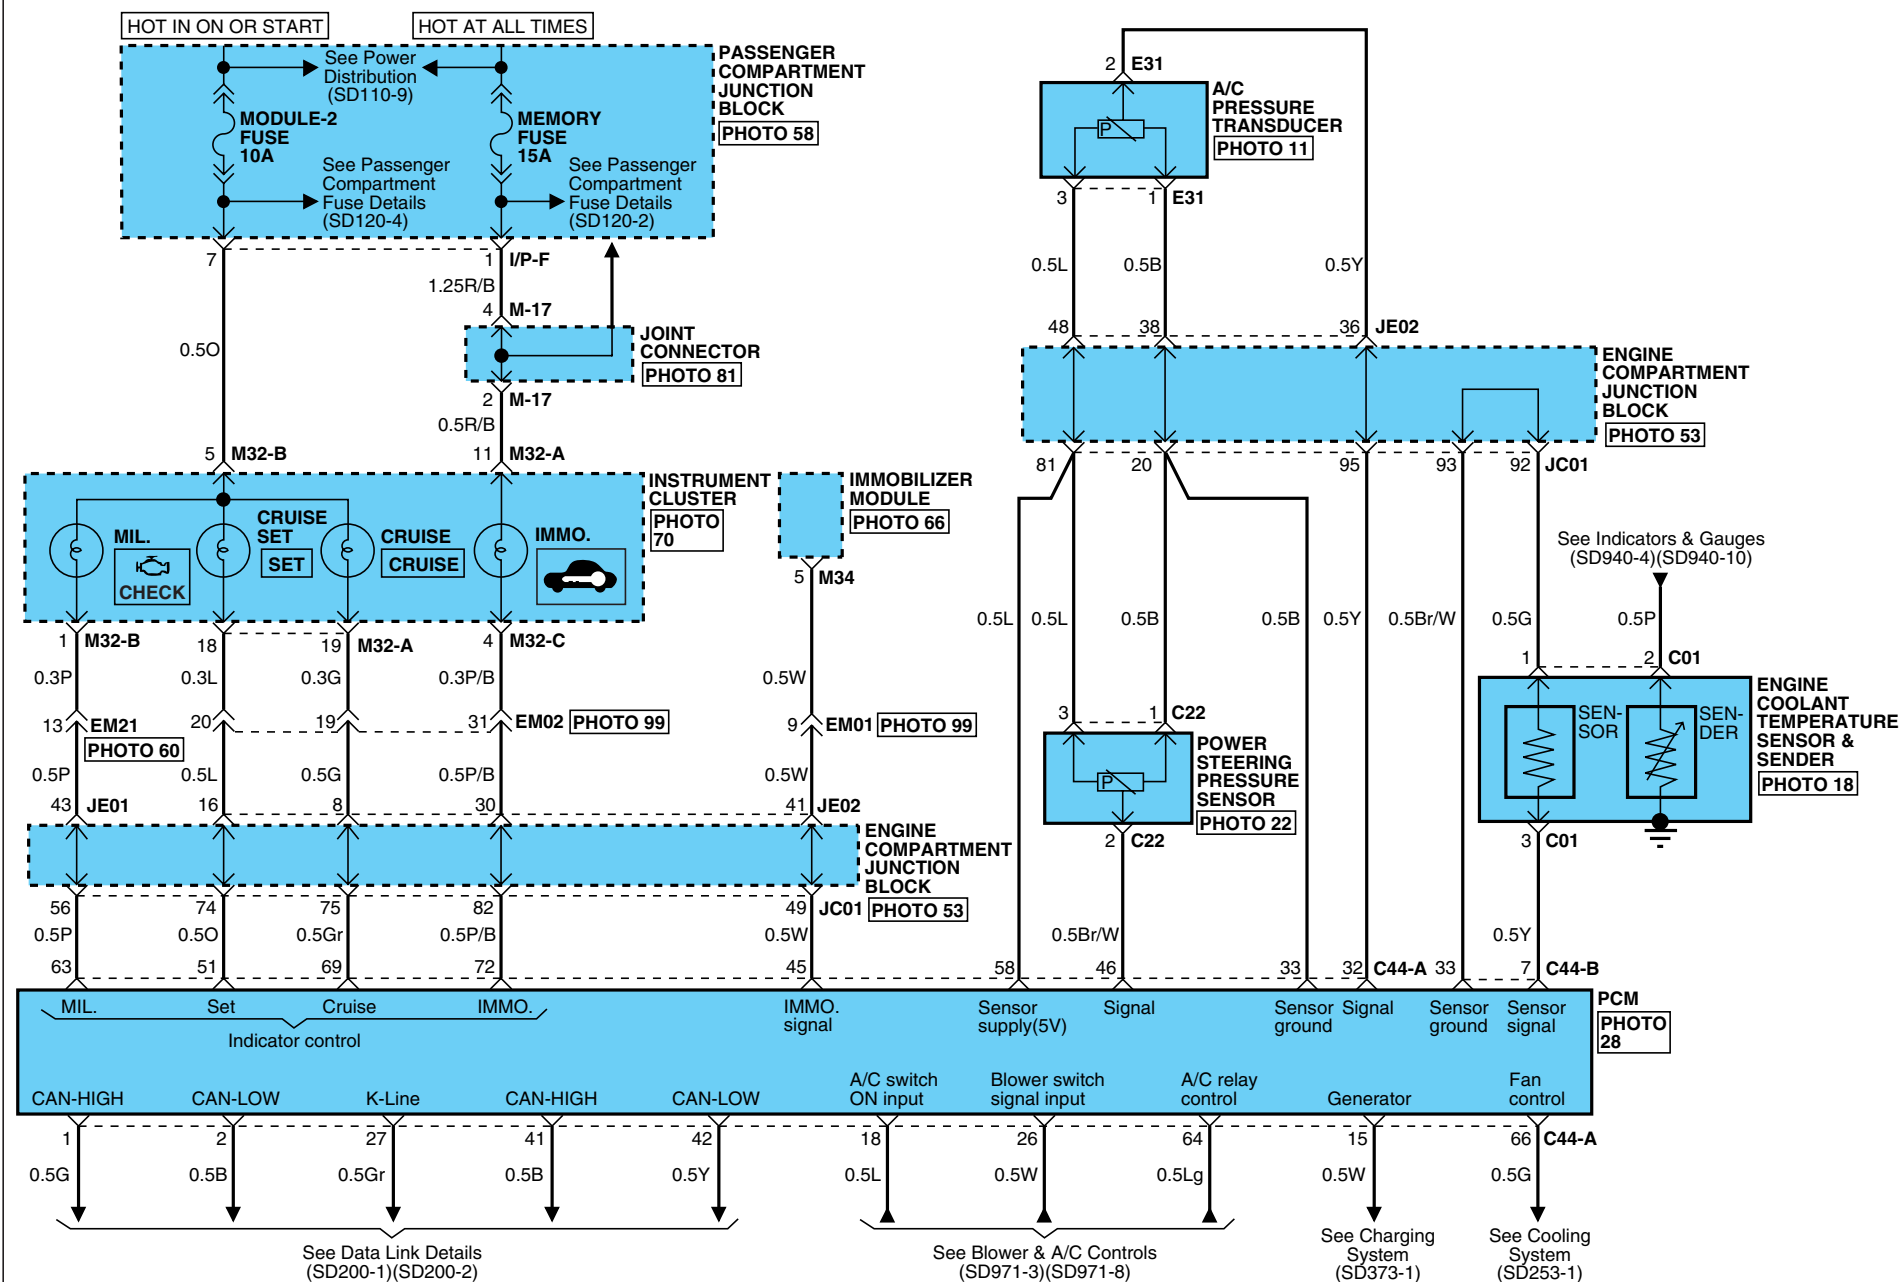 HOT IN ON OR START
HOT AT ALL TIMES
See Power
Distribution
(SD110-9)
MODULE-2
FUSE
10A
MEMORY
FUSE
15A
See Passenger
Compartment
Fuse Details
(SD120-4)
See Passenger
Compartment
Fuse Details
(SD120-2)
PASSENGER
COMPARTMENT
JUNCTION
BLOCK
PHOTO 58
7
1
I/P-F
1.25R/B
4
M-17
0.5O
JOINT
CONNECTOR
PHOTO 81
2
M-17
0.5R/B
5
M32-B
11
M32-A
INSTRUMENT
CLUSTER
PHOTO
70
MIL.
CHECK
CRUISE
SET
SET
CRUISE
CRUISE
IMMO.
IMMOBILIZER
MODULE
PHOTO 66
5
M34
1
M32-B
18
19
M32-A
4
M32-C
0.3P
0.3L
0.3G
0.3P/B
0.5W
13
EM21
PHOTO 60
20
19
31
EM02
PHOTO 99
9
EM01
PHOTO 99
0.5P
0.5L
0.5G
0.5P/B
0.5W
43
JE01
16
8
30
41
JE02
ENGINE
COMPARTMENT
JUNCTION
BLOCK
PHOTO 53
56
74
75
82
49
JC01
0.5P
0.5O
0.5Gr
0.5P/B
0.5W
63
51
69
72
45
2
E31
A/C
PRESSURE
TRANSDUCER
PHOTO 11
P
3
1
E31
0.5L
0.5B
0.5Y
48
38
36
JE02
ENGINE
COMPARTMENT
JUNCTION
BLOCK
PHOTO 53
81
20
95
93
92
JC01
See Indicators & Gauges
(SD940-4)(SD940-10)
0.5L
0.5L
0.5B
0.5B
0.5Y
0.5Br/W
0.5G
0.5P
1
2
C01
3
1
C22
P
POWER
STEERING
PRESSURE
SENSOR
PHOTO 22
2
C22
SEN-
SOR
SEN-
DER
ENGINE
COOLANT
TEMPERATURE
SENSOR &
SENDER
PHOTO 18
3
C01
0.5Br/W
0.5Y
58
46
33
32
C44-A
33
7
C44-B
MIL.
Set
Cruise
IMMO.
Indicator control
IMMO.
signal
Sensor
supply(5V)
Signal
Sensor
ground
Signal
Sensor
ground
Sensor
signal
PCM
PHOTO
28
CAN-HIGH
CAN-LOW
K-Line
CAN-HIGH
CAN-LOW
A/C switch
ON input
Blower switch
signal input
A/C relay
control
Generator
Fan
control
1
2
27
41
42
18
26
64
15
66
C44-A
0.5G
0.5B
0.5Gr
0.5B
0.5Y
0.5L
0.5W
0.5Lg
0.5W
0.5G
See Data Link Details
(SD200-1)(SD200-2)
See Blower & A/C Controls
(SD971-3)(SD971-8)
See Charging
System
(SD373-1)
See Cooling
System
(SD253-1)